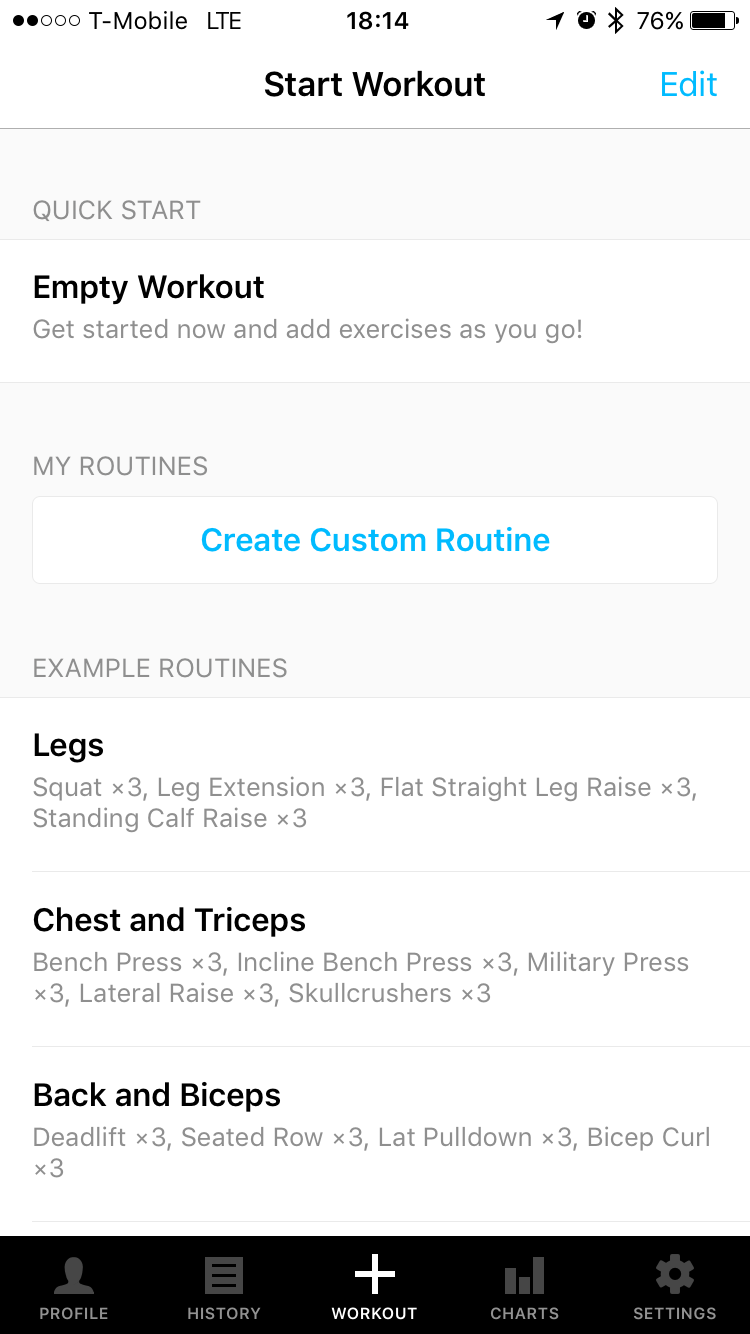 T-Mobile LTE 18:14 76%
Start Workout Edit
QUICK START
Empty Workout
Get started now and add exercises as you go!
MY ROUTINES
Create Custom Routine
EXAMPLE ROUTINES
Legs
Squat ×3, Leg Extension ×3, Flat Straight Leg Raise ×3,
Standing Calf Raise ×3
Chest and Triceps
Bench Press ×3, Incline Bench Press ×3, Military Press
×3, Lateral Raise ×3, Skullcrushers ×3
Back and Biceps
Deadlift ×3, Seated Row ×3, Lat Pulldown ×3, Bicep Curl
×3
PROFILE HISTORY WORKOUT CHARTS SETTINGS